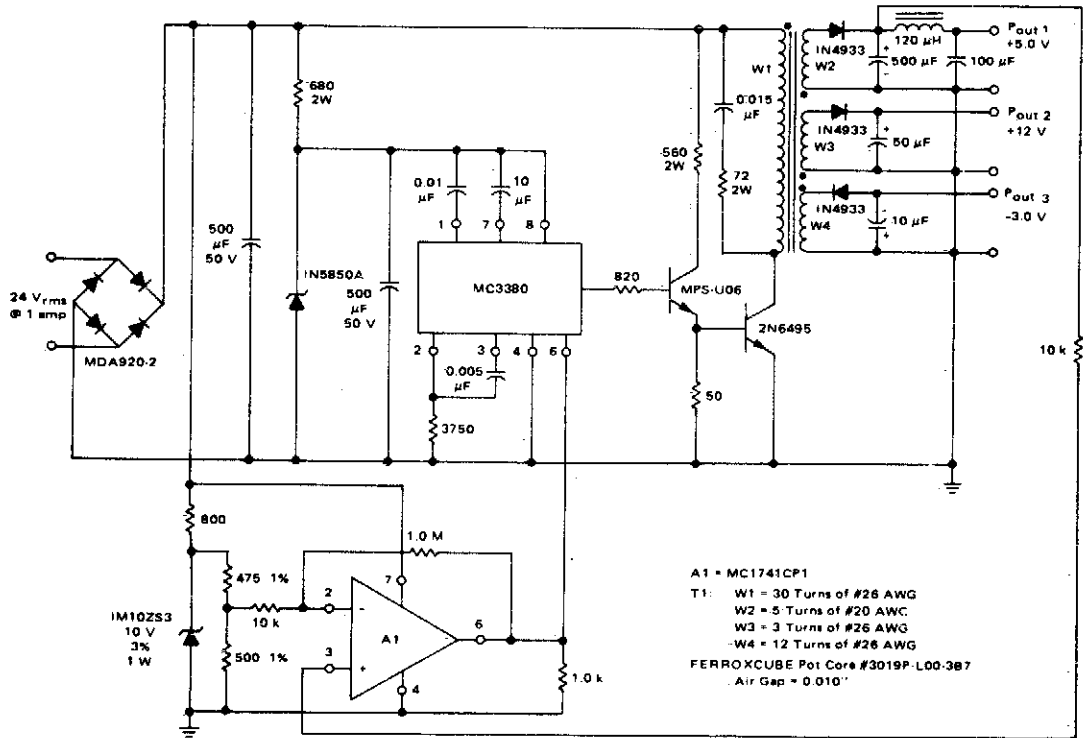 24 Vrms
@ 1 amp
MDA920-2
500
µF
50 V
680
2W
IN5850A
500
µF
50 V
0.01
µF
10
µF
1
7
8
MC3380
2
3
4
6
0.005
µF
3750
820
560
2W
MPS-U06
50
2N6495
0.015
µF
72
2W
W1
IN4933
W2
120 µH
500 µF
+
100 µF
Pout 1
+5.0 V
IN4933
W3
+
50 µF
Pout 2
+12 V
IN4933
W4
10 µF
+
Pout 3
-3.0 V
10 k
800
IM10ZS3
10 V
3%
1 W
475 1%
500 1%
10 k
1.0 M
2
-
3
+
7
A1
4
6
1.0 k
A1 = MC1741CP1
T1: W1 = 30 Turns of #26 AWG
W2 = 5 Turns of #20 AWG
W3 = 3 Turns of #26 AWG
W4 = 12 Turns of #26 AWG
FERROXCUBE Pot Core #3019P-L00-3B7
Air Gap = 0.010"